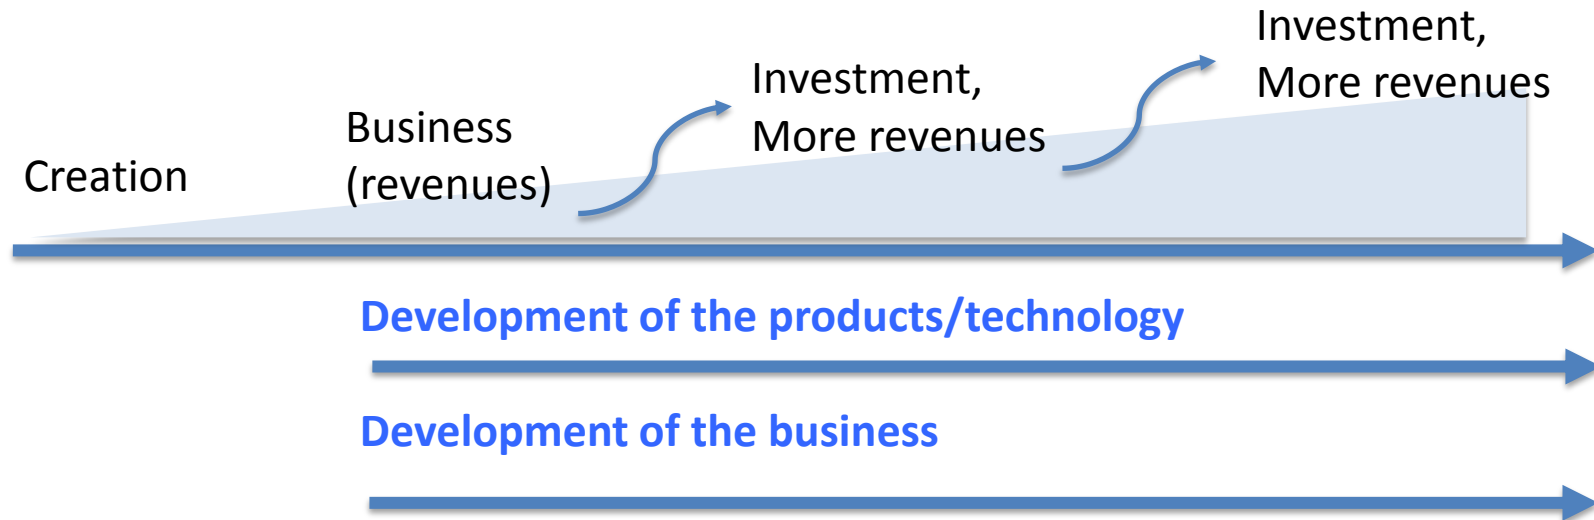 Creation
Business
(revenues)
Investment,
More revenues
Investment,
More revenues
Development of the products/technology
Development of the business